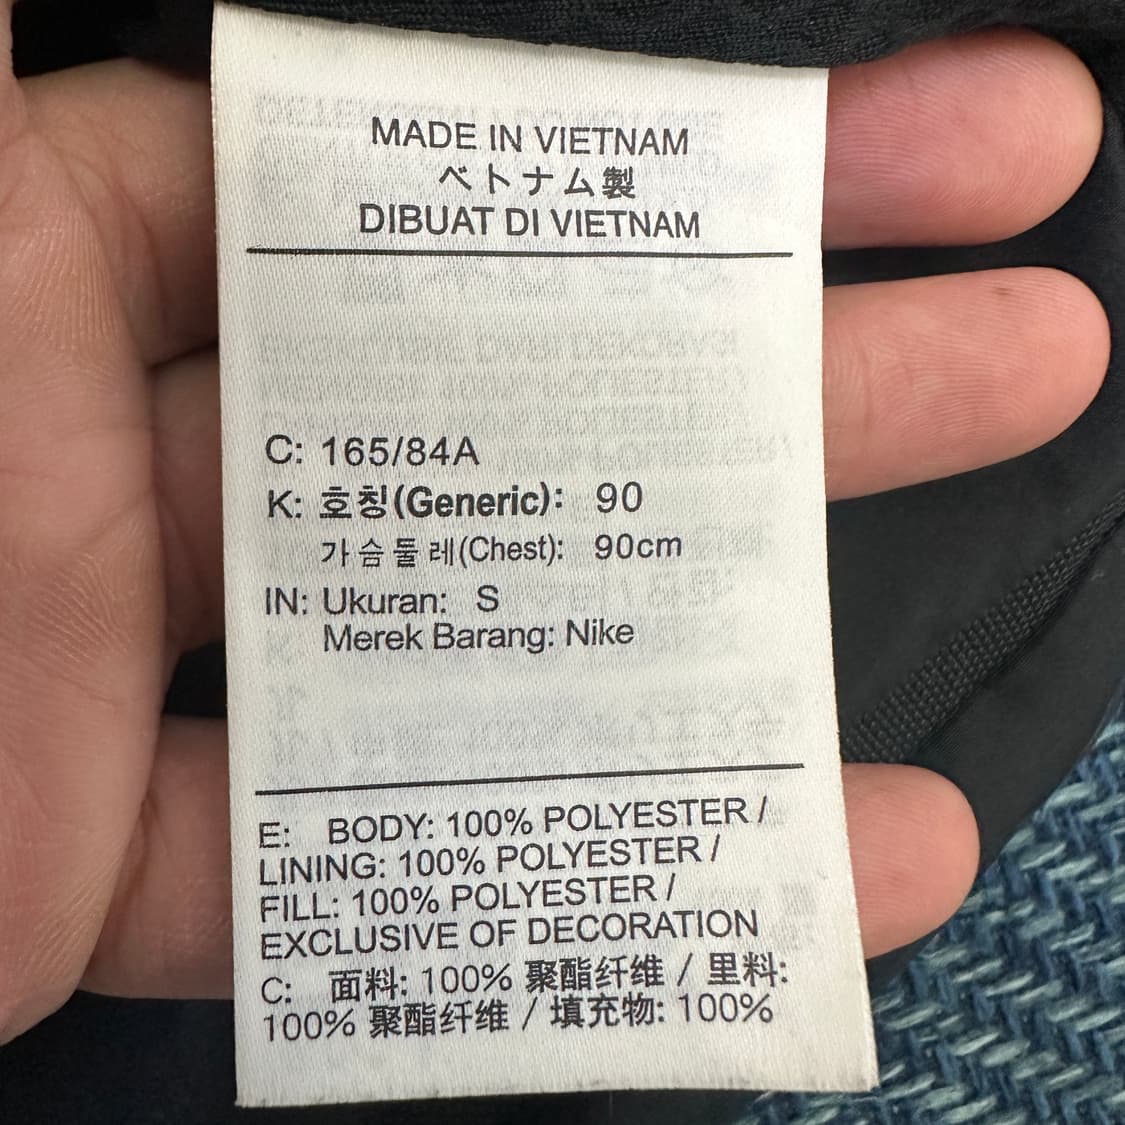 MADE IN VIETNAM
ベトナム製
DIBUAT DI VIETNAM
C: 165/84A
K: 호칭(Generic): 90
가슴둘레(Chest): 90cm
IN: Ukuran: S
Merek Barang: Nike
E: BODY: 100% POLYESTER /
LINING: 100% POLYESTER /
FILL: 100% POLYESTER /
EXCLUSIVE OF DECORATION
C: 面料: 100% 聚酯纤维 / 里料:
100% 聚酯纤维 / 填充物: 100%